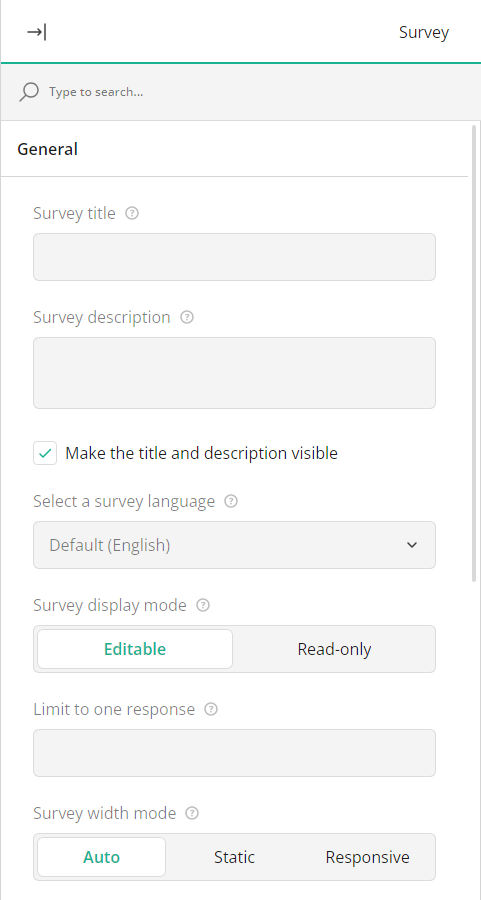 Survey
Type to search...
General
Survey title
Survey description
Make the title and description visible
Select a survey language
Default (English)
Survey display mode
Editable Read-only
Limit to one response
Survey width mode
Auto Static Responsive